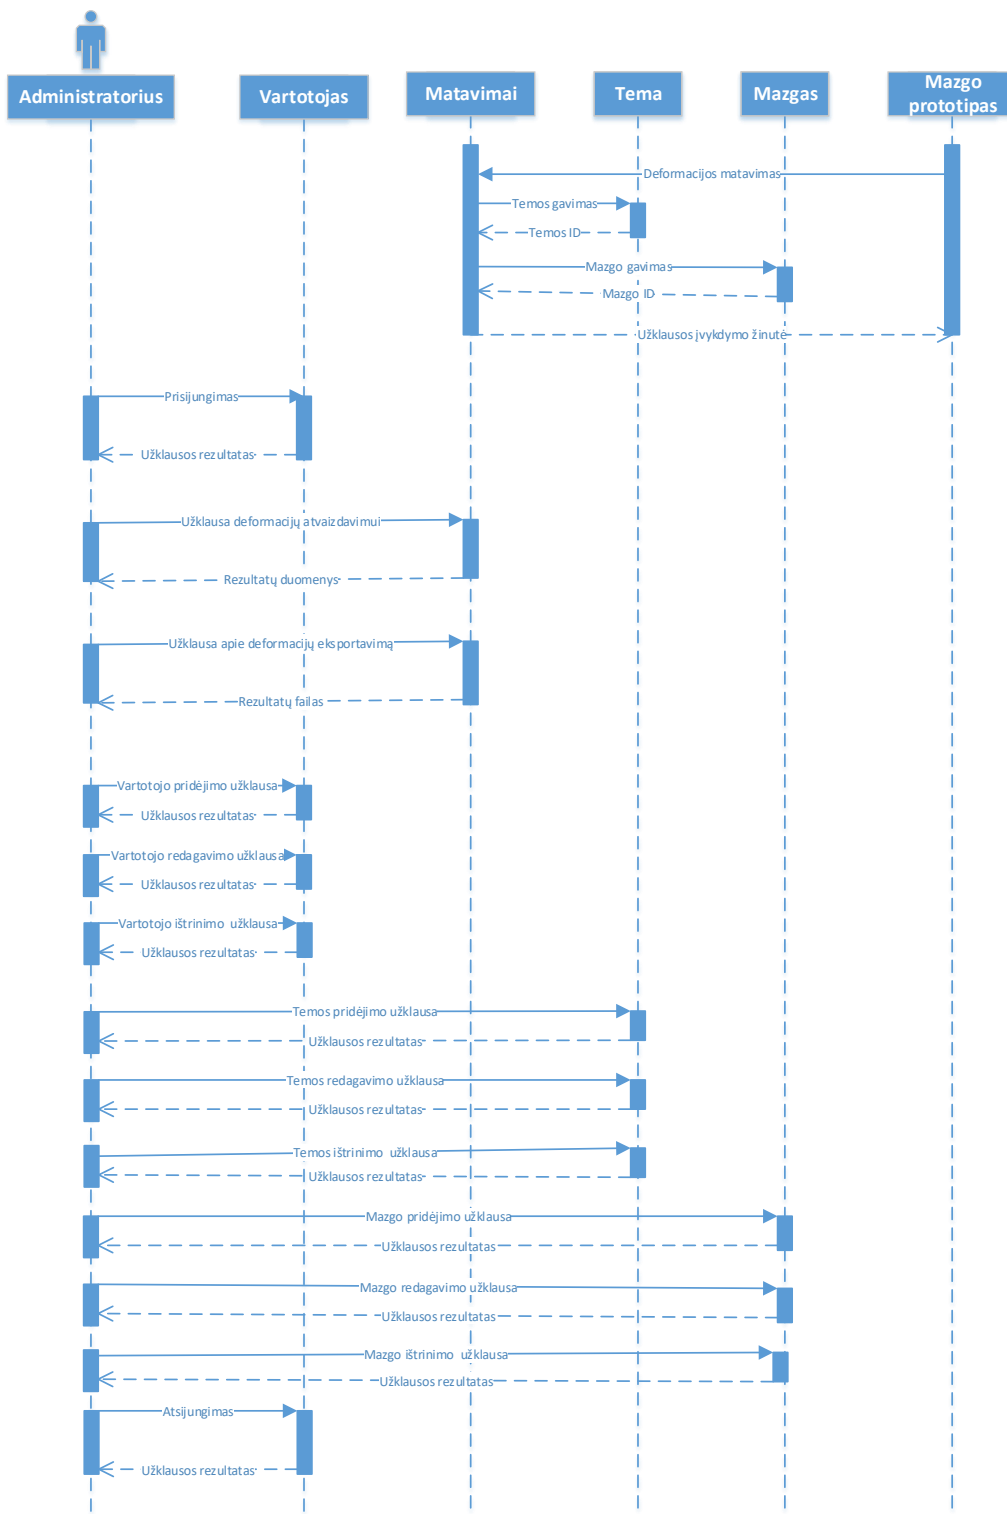 Administratorius
Vartotojas
Matavimai
Tema
Mazgas
Mazgo
prototipas
Deformacijos matavimas
Temos gavimas
Temos ID
Mazgo gavimas
Mazgo ID
Užklausos įvykdymo žinutė
Prisijungimas
Užklausos rezultatas
Užklausa deformacijų atvaizdavimui
Rezultatų duomenys
Užklausa apie deformacijų eksportavimą
Rezultatų failas
Vartotojo pridėjimo užklausa
Užklausos rezultatas
Vartotojo redagavimo užklausa
Užklausos rezultatas
Vartotojo ištrinimo užklausa
Užklausos rezultatas
Temos pridėjimo užklausa
Užklausos rezultatas
Temos redagavimo užklausa
Užklausos rezultatas
Temos ištrinimo užklausa
Užklausos rezultatas
Mazgo pridėjimo užklausa
Užklausos rezultatas
Mazgo redagavimo užklausa
Užklausos rezultatas
Mazgo ištrinimo užklausa
Užklausos rezultatas
Atsijungimas
Užklausos rezultatas